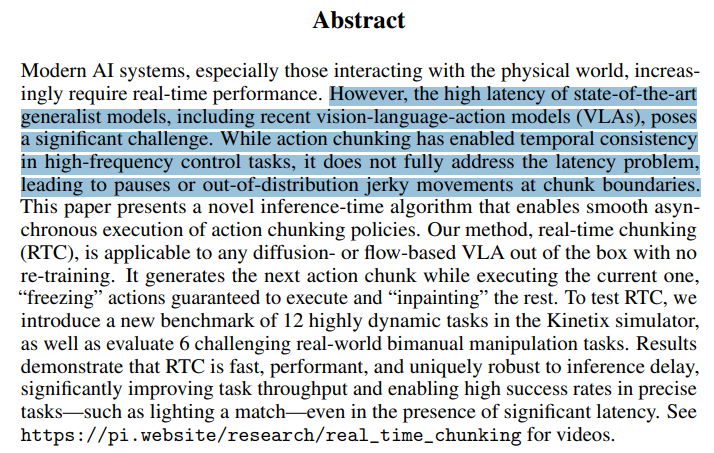 Abstract
Modern AI systems, especially those interacting with the physical world, increas-
ingly require real-time performance. However, the high latency of state-of-the-art
generalist models, including recent vision-language-action models (VLAs), poses
a significant challenge. While action chunking has enabled temporal consistency
in high-frequency control tasks, it does not fully address the latency problem,
leading to pauses or out-of-distribution jerky movements at chunk boundaries.
This paper presents a novel inference-time algorithm that enables smooth asyn-
chronous execution of action chunking policies. Our method, real-time chunking
(RTC), is applicable to any diffusion- or flow-based VLA out of the box with no
re-training. It generates the next action chunk while executing the current one,
“freezing” actions guaranteed to execute and “inpainting” the rest. To test RTC, we
introduce a new benchmark of 12 highly dynamic tasks in the Kinetix simulator,
as well as evaluate 6 challenging real-world bimanual manipulation tasks. Results
demonstrate that RTC is fast, performant, and uniquely robust to inference delay,
significantly improving task throughput and enabling high success rates in precise
tasks—such as lighting a match—even in the presence of significant latency. See
https://pi.website/research/real_time_chunking for videos.